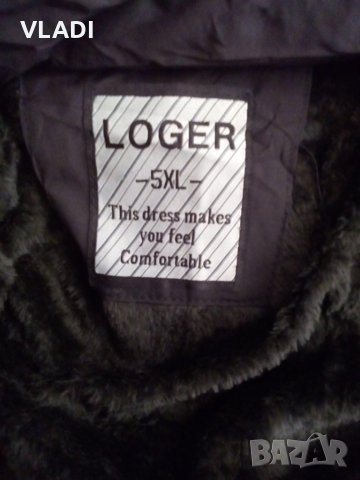 VLADI
LOGER
-5XL-
This dress makes
you feel
Comfortable
BAZAR